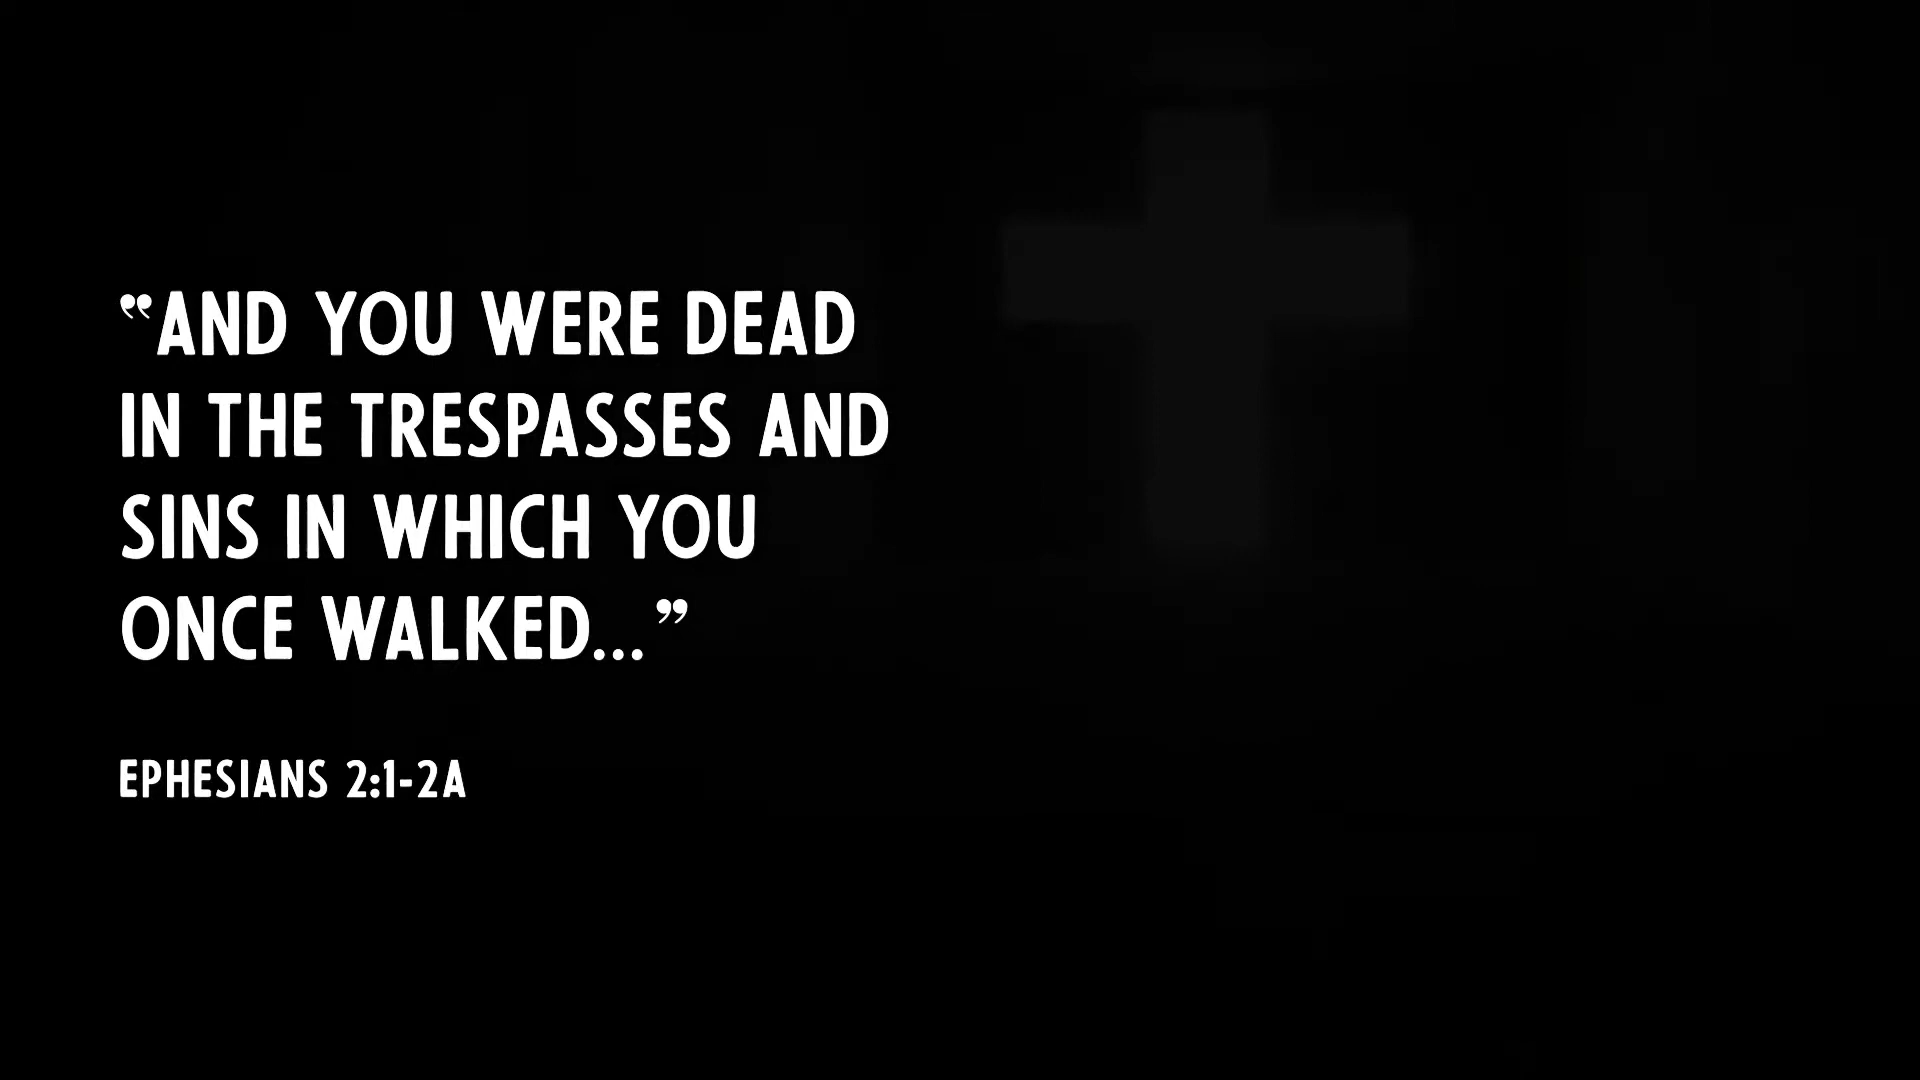 “AND YOU WERE DEAD
IN THE TRESPASSES AND
SINS IN WHICH YOU
ONCE WALKED...”
EPHESIANS 2:1-2A